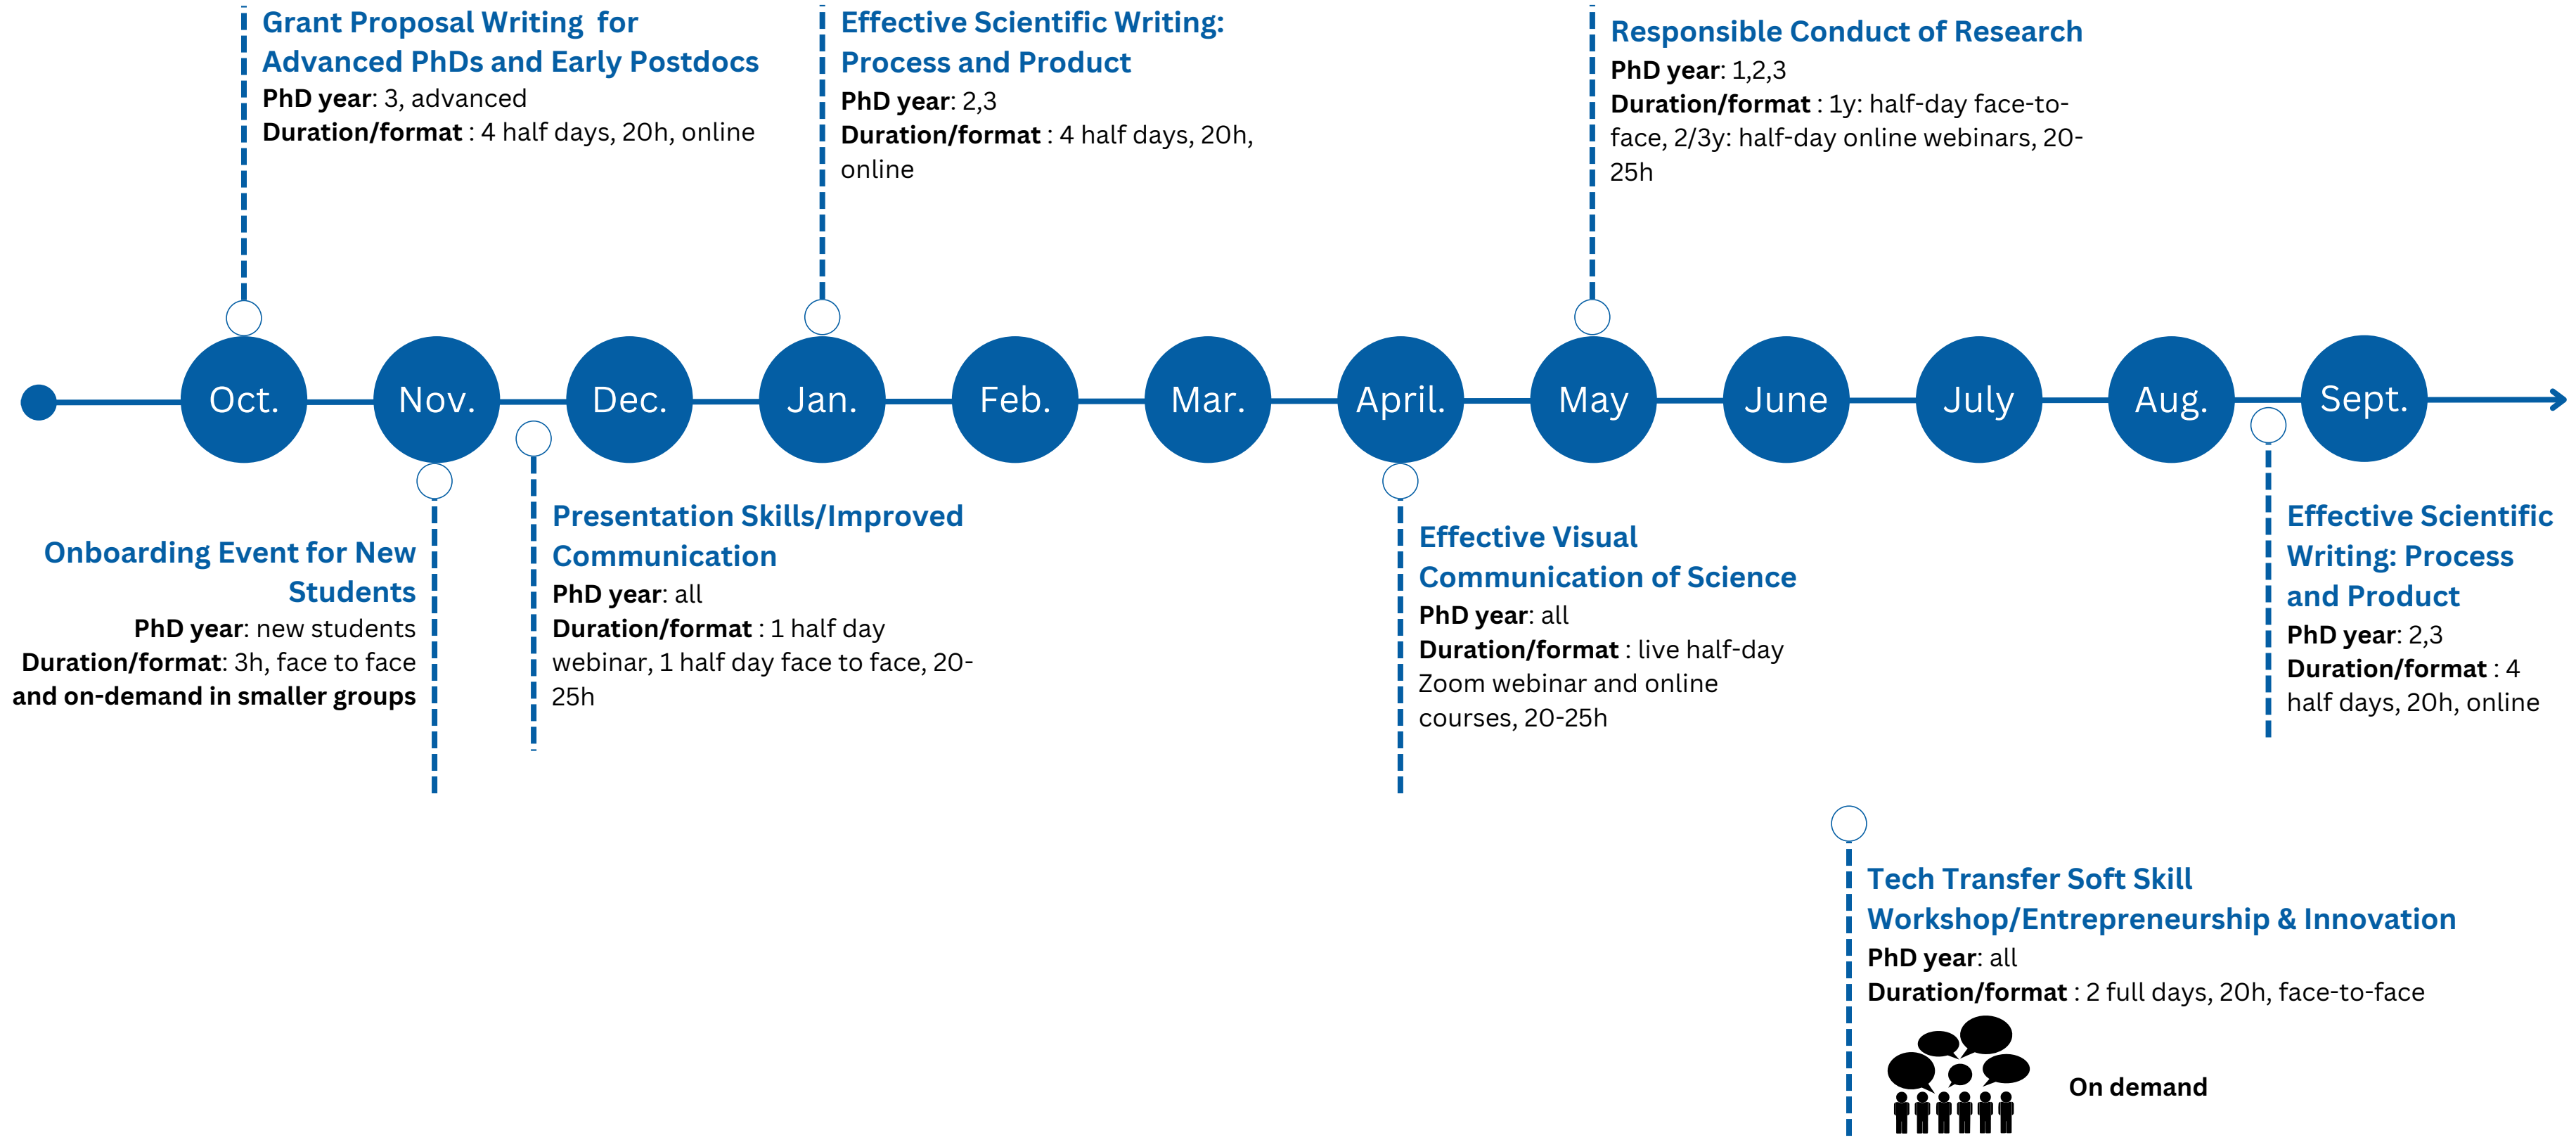 Grant Proposal Writing  for
Advanced PhDs and Early Postdocs
PhD year: 3, advanced
Duration/format : 4 half days, 20h, online
Effective Scientific Writing:
Process and Product
PhD year: 2,3
Duration/format : 4 half days, 20h,
online
Responsible Conduct of Research
PhD year: 1,2,3
Duration/format : 1y: half-day face-to-
face, 2/3y: half-day online webinars, 20-
25h
Oct.
Nov.
Dec.
Jan.
Feb.
Mar.
April.
May
June
July
Aug.
Sept.
Onboarding Event for New
Students
PhD year: new students
Duration/format: 3h, face to face
and on-demand in smaller groups
Presentation Skills/Improved
Communication
PhD year: all
Duration/format : 1 half day
webinar, 1 half day face to face, 20-
25h
Effective Visual
Communication of Science
PhD year: all
Duration/format : live half-day
Zoom webinar and online
courses, 20-25h
Effective Scientific
Writing: Process
and Product
PhD year: 2,3
Duration/format : 4
half days, 20h, online
Tech Transfer Soft Skill
Workshop/Entrepreneurship & Innovation
PhD year: all
Duration/format : 2 full days, 20h, face-to-face
On demand